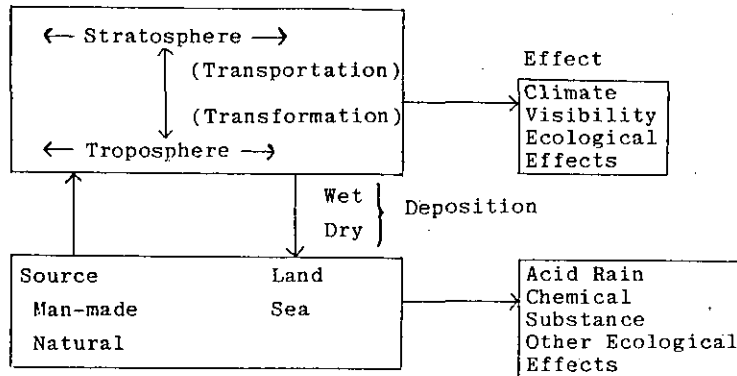 Stratosphere
(Transportation)
(Transformation)
Troposphere
Effect
Climate
Visibility
Ecological
Effects
Wet
Dry
Deposition
Source
Man-made
Natural
Land
Sea
Acid Rain
Chemical
Substance
Other Ecological
Effects